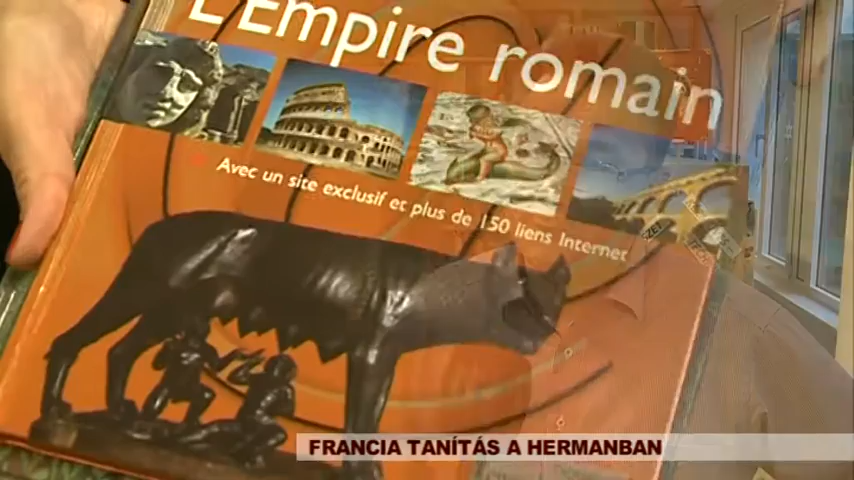 L'Empire romain
Avec un site exclusif et plus de 150 liens Internet
FRANCIA TANÍTÁS A HERMANBAN